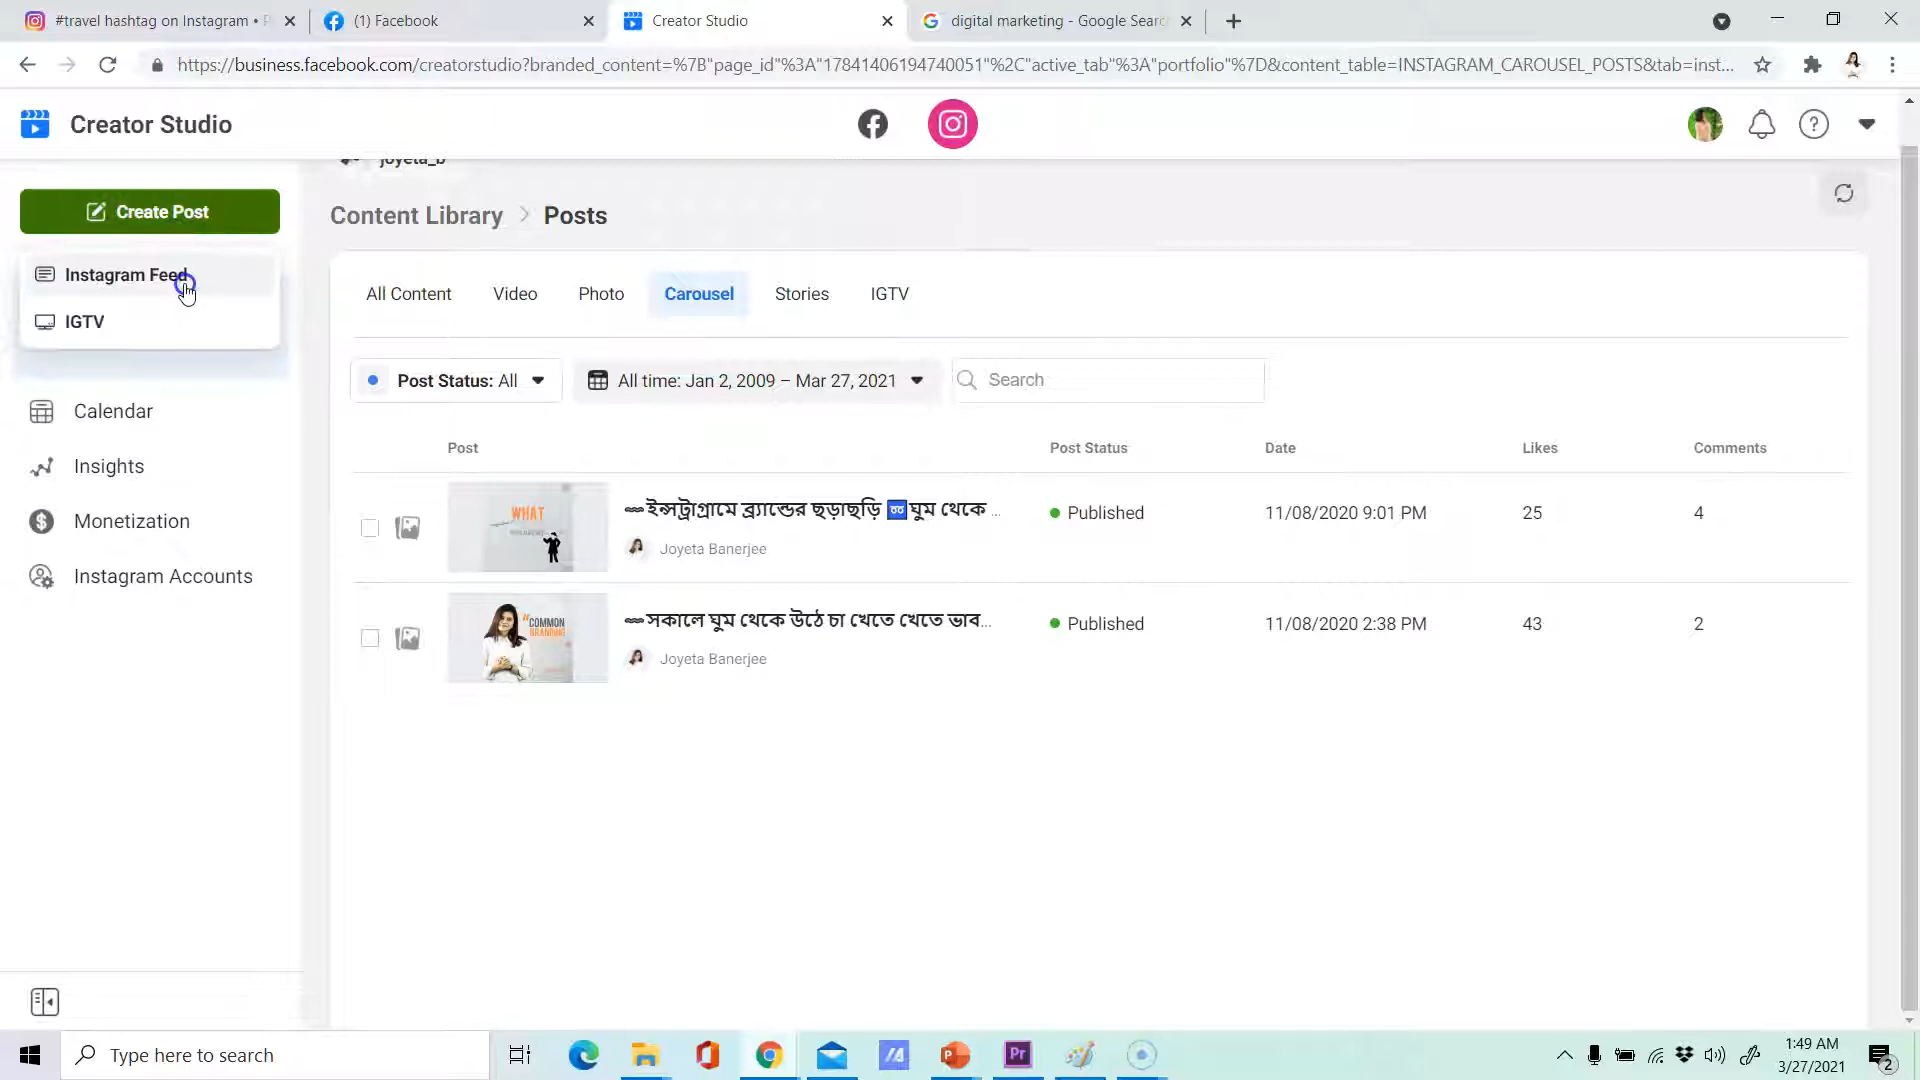 #travel hashtag on Instagram •
(1) Facebook
Creator Studio
digital marketing - Google Searc
https://business.facebook.com/creatorstudio?branded_content=%7B"page_id"%3A"17841406194740051"%2C"active_tab"%3A"portfolio"%7D&content_table=INSTAGRAM_CAROUSEL_POSTS&tab=inst...
Creator Studio
joyeta_b
Create Post
Content Library > Posts
Instagram Feed
IGTV
All Content Video Photo Carousel Stories IGTV
Post Status: All
All time: Jan 2, 2009 – Mar 27, 2021
Search
Calendar
Insights
Monetization
Instagram Accounts
Post Post Status Date Likes Comments
WHAT
ইন্সট্রাগ্রামে ব্র্যান্ডের ছড়াছড়ি ➿ঘুম থেকে ...
Joyeta Banerjee
Published 11/08/2020 9:01 PM 25 4
"COMMON
BRANDING
সকালে ঘুম থেকে উঠে চা খেতে খেতে ভাব...
Joyeta Banerjee
Published 11/08/2020 2:38 PM 43 2
Type here to search
1:49 AM
3/27/2021
2